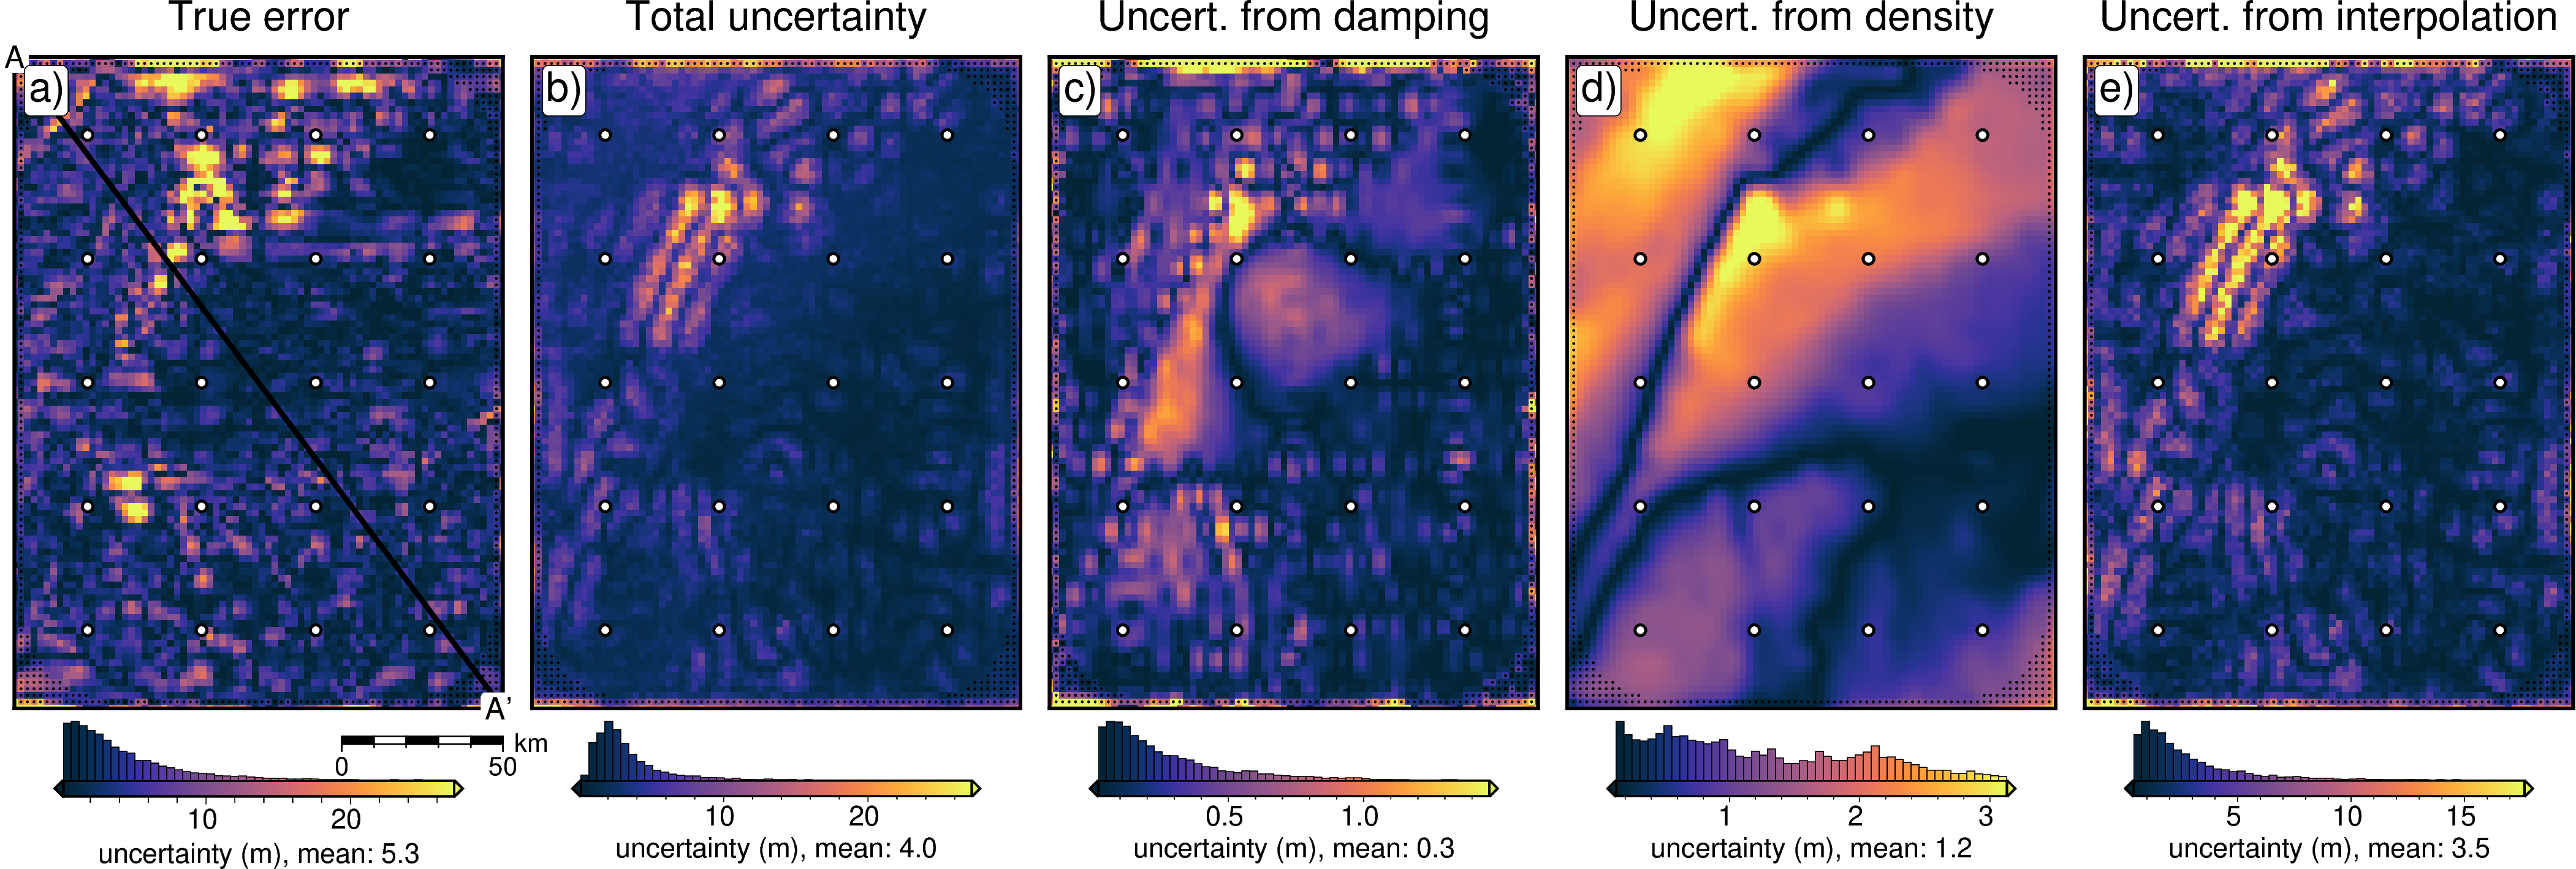 True error
Total uncertainty
Uncert. from damping
Uncert. from density
Uncert. from interpolation
A
a)
b)
c)
d)
e)
A'
km
0 50
10 20
10 20
0.5 1.0
1 2 3
5 10 15
uncertainty (m), mean: 5.3
uncertainty (m), mean: 4.0
uncertainty (m), mean: 0.3
uncertainty (m), mean: 1.2
uncertainty (m), mean: 3.5